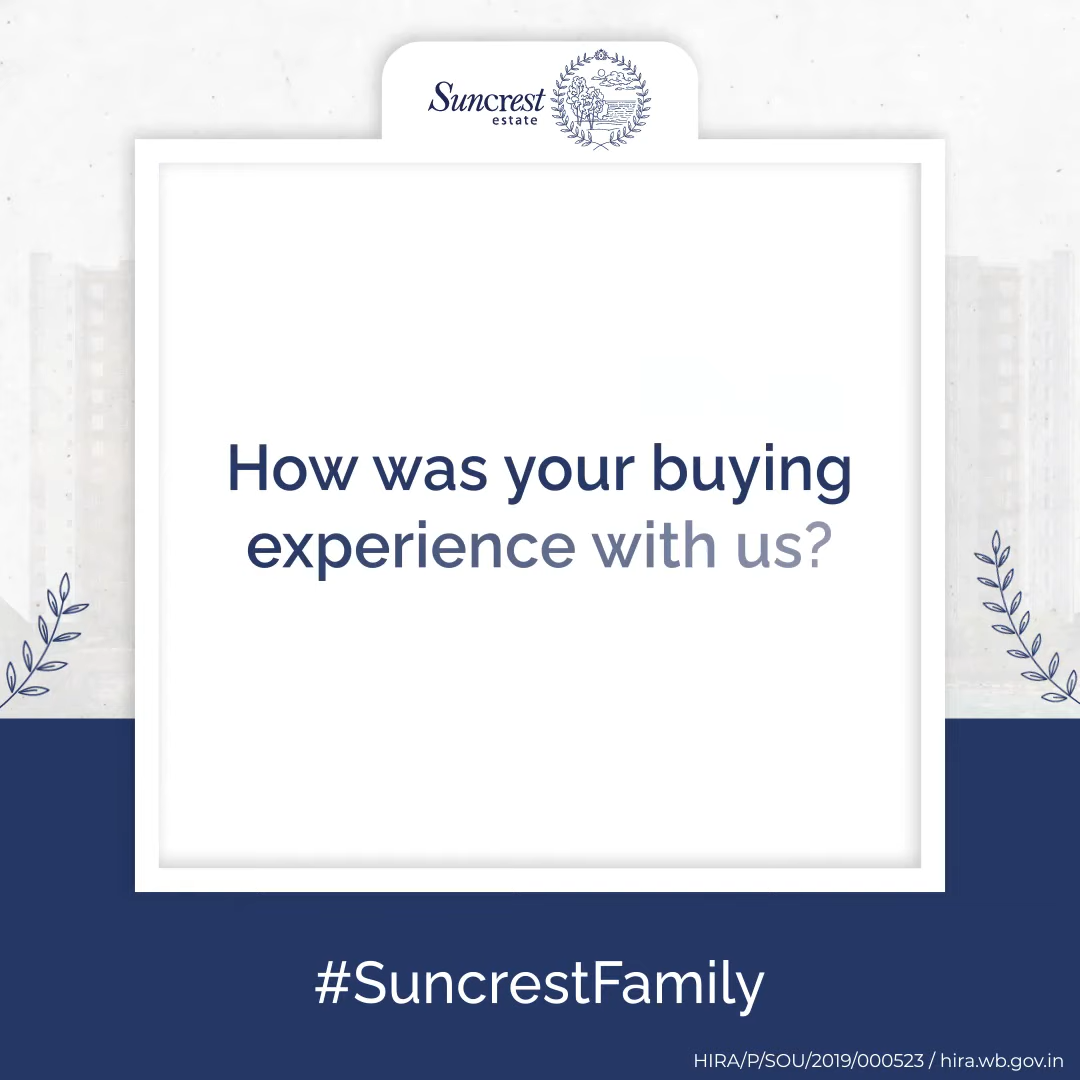 Suncrest
estate
How was your buying
experience with us?
#SuncrestFamily
HIRA/P/SOU/2019/000523 / hira.wb.gov.in